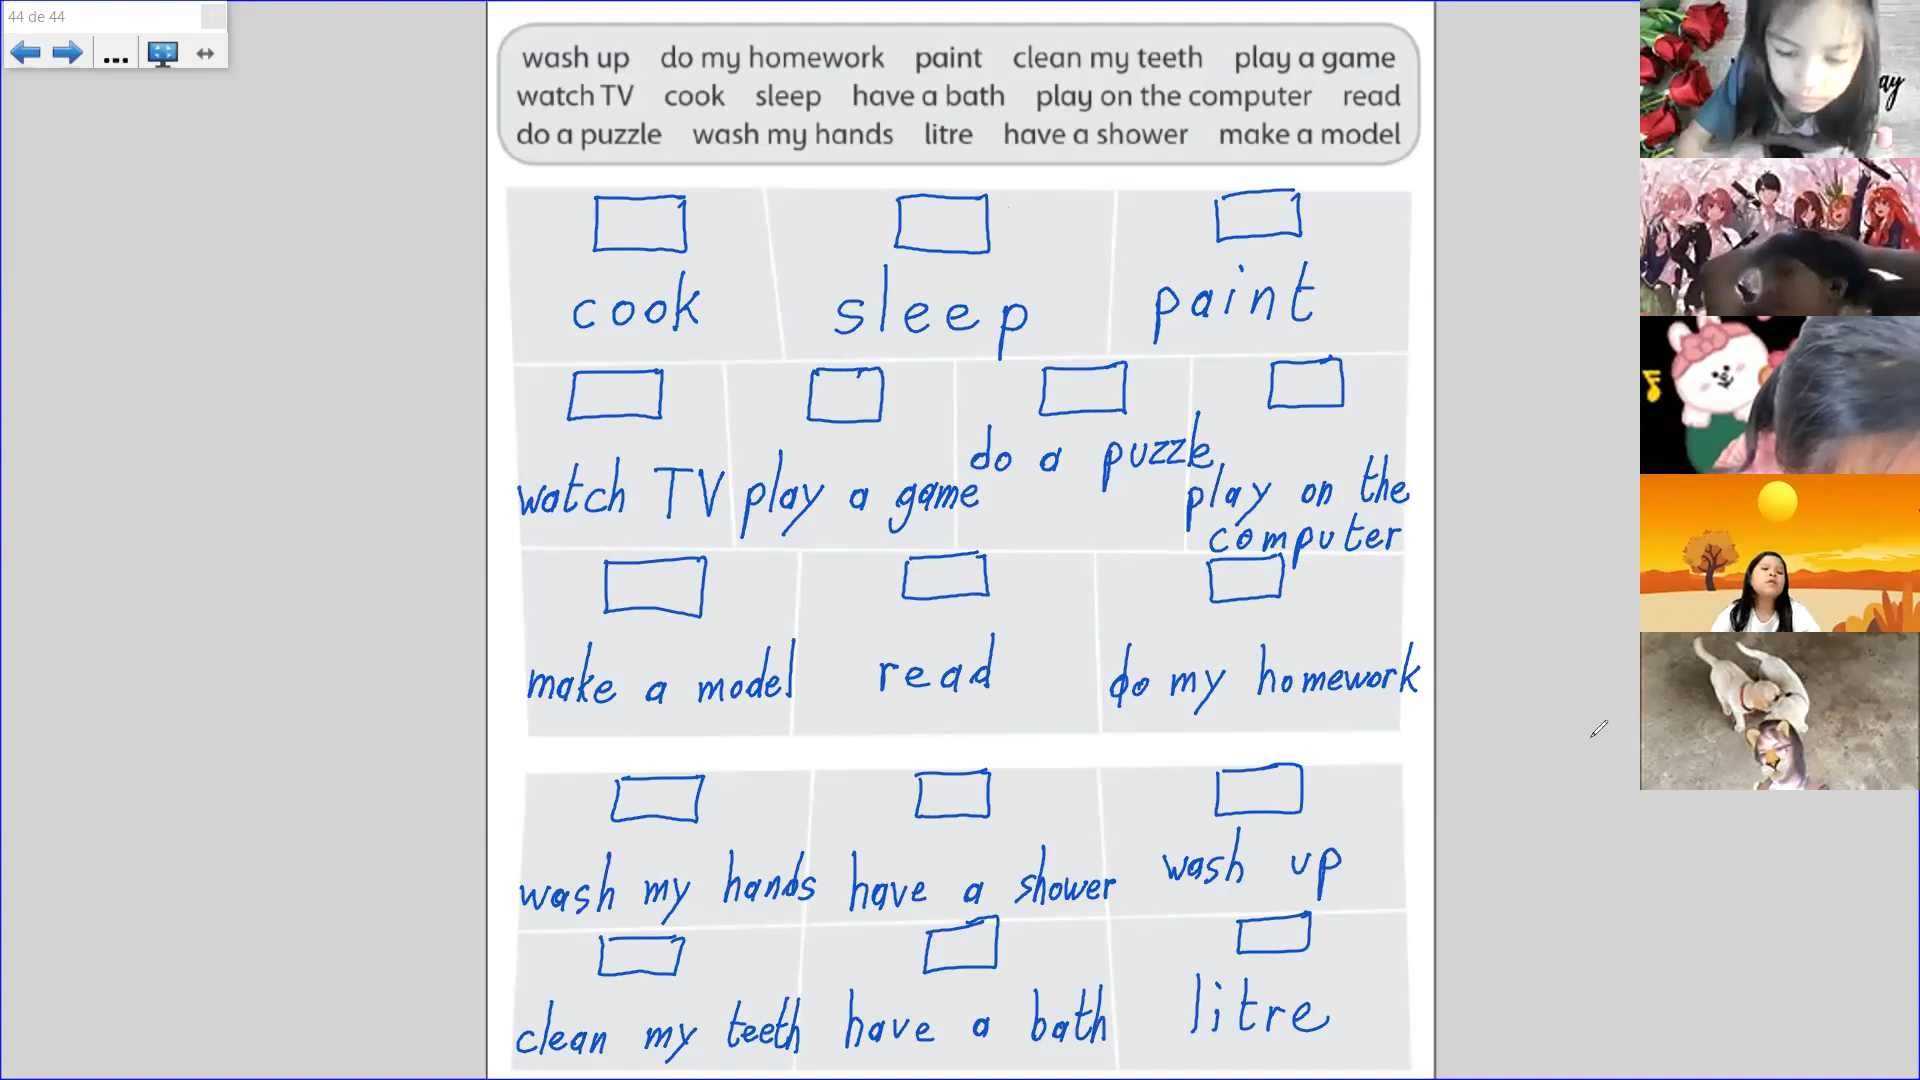 44 de 44
...
wash up do my homework paint clean my teeth play a game
watch TV cook sleep have a bath play on the computer read
do a puzzle wash my hands litre have a shower make a model
cook sleep paint
watch TV play a game do a puzzle play on the
computer
make a model read do my homework
wash my hands have a shower wash up
clean my teeth have a bath litre